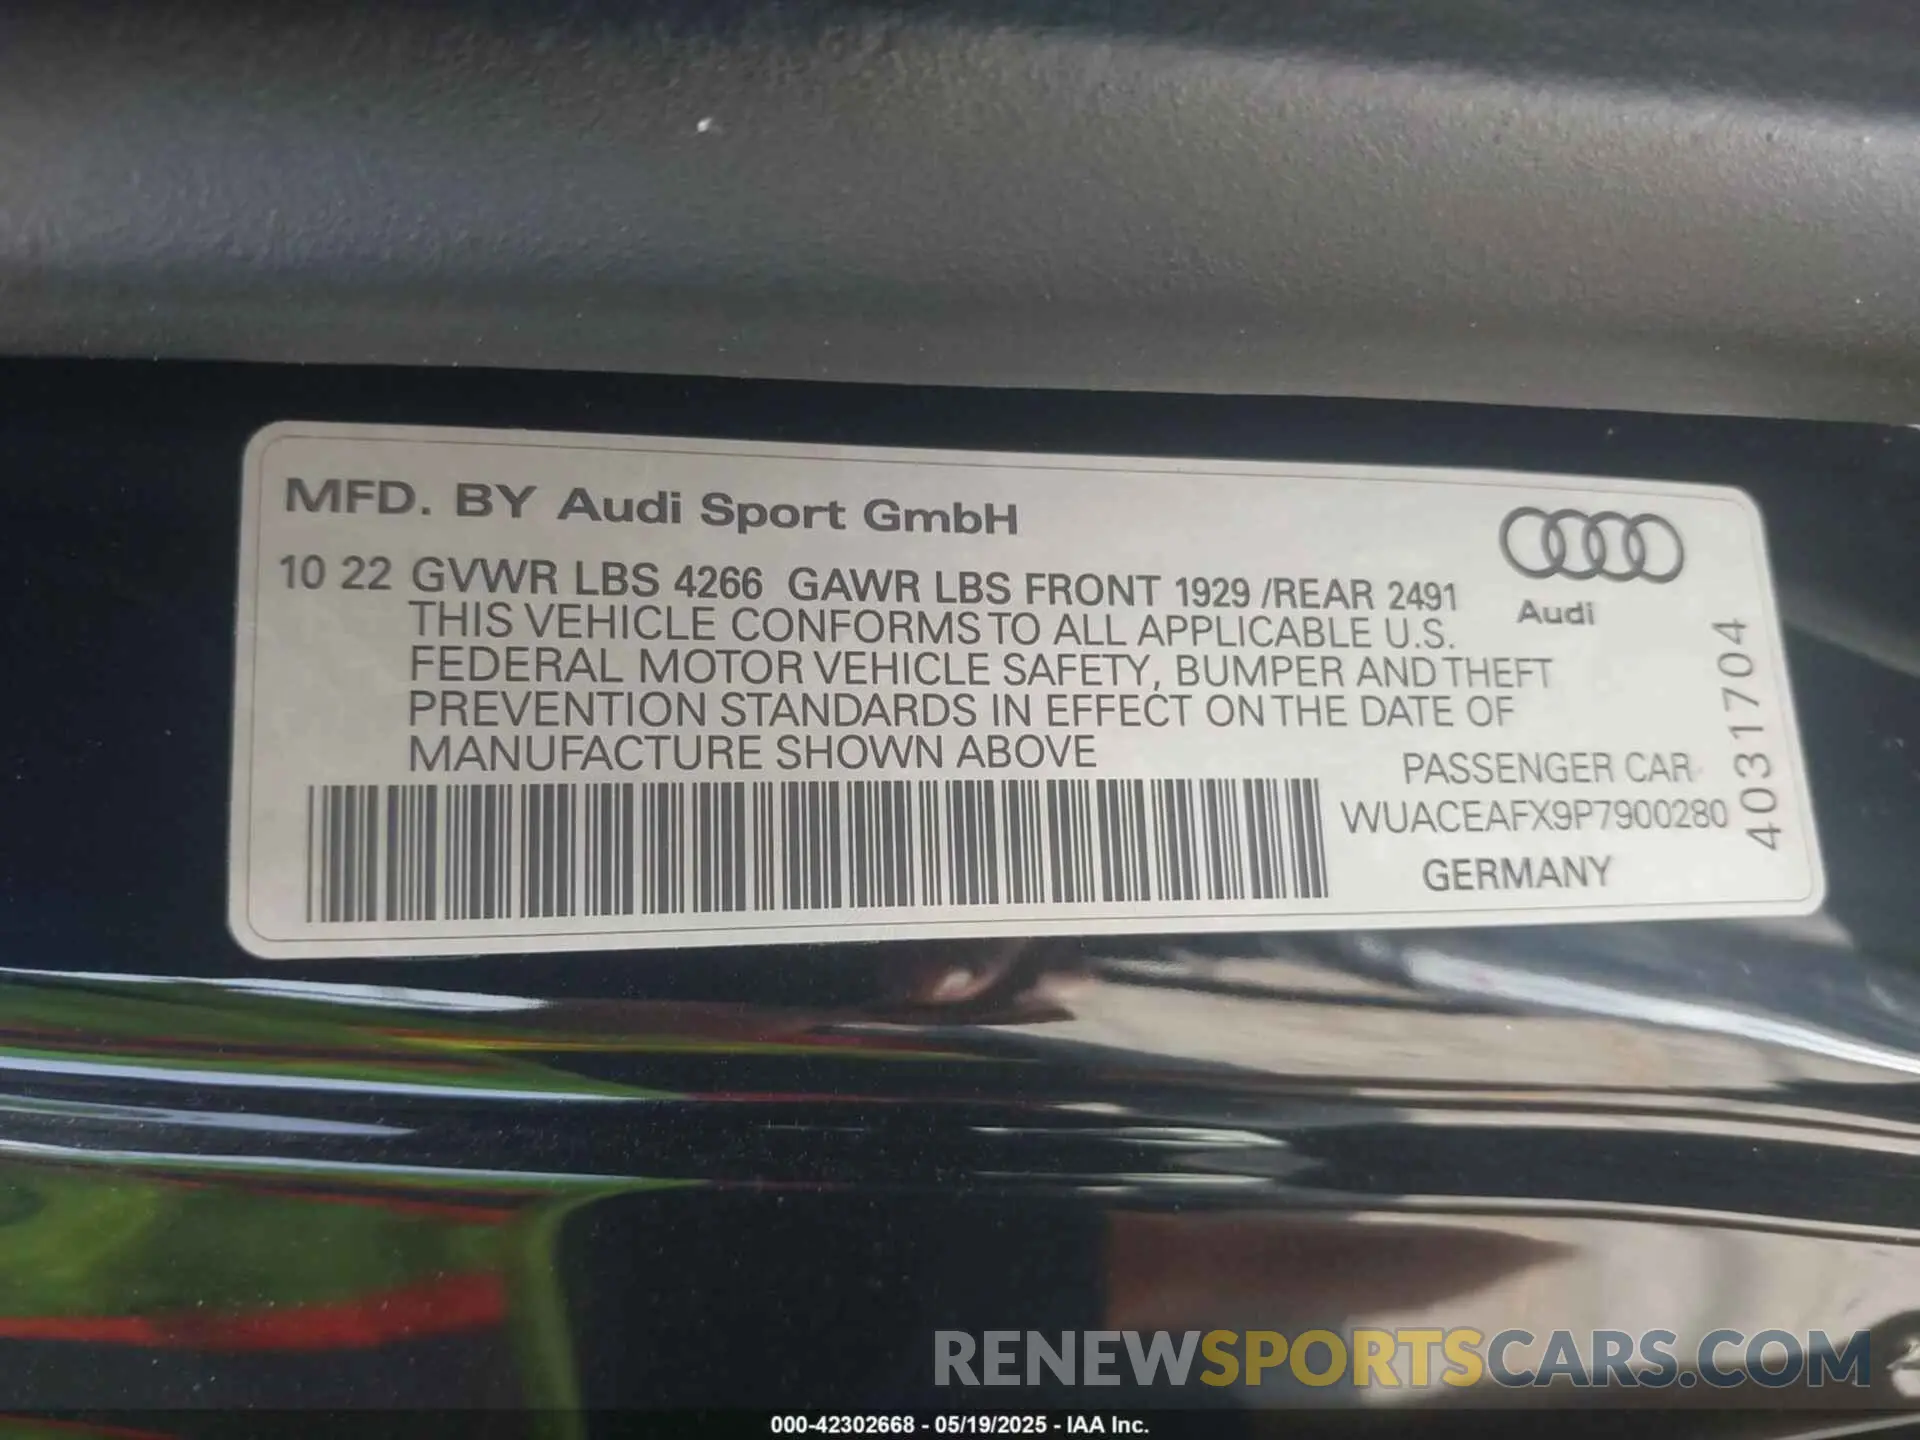 MFD. BY Audi Sport GmbH
10 22 GVWR LBS 4266 GAWR LBS FRONT 1929 /REAR 2491
THIS VEHICLE CONFORMS TO ALL APPLICABLE U.S.
FEDERAL MOTOR VEHICLE SAFETY, BUMPER AND THEFT
PREVENTION STANDARDS IN EFFECT ON THE DATE OF
MANUFACTURE SHOWN ABOVE
Audi
PASSENGER CAR
WUACEAFX9P7900280
GERMANY
4031704
RENEWSPORTSCARS.COM
000-42302668 - 05/19/2025 - IAA Inc.